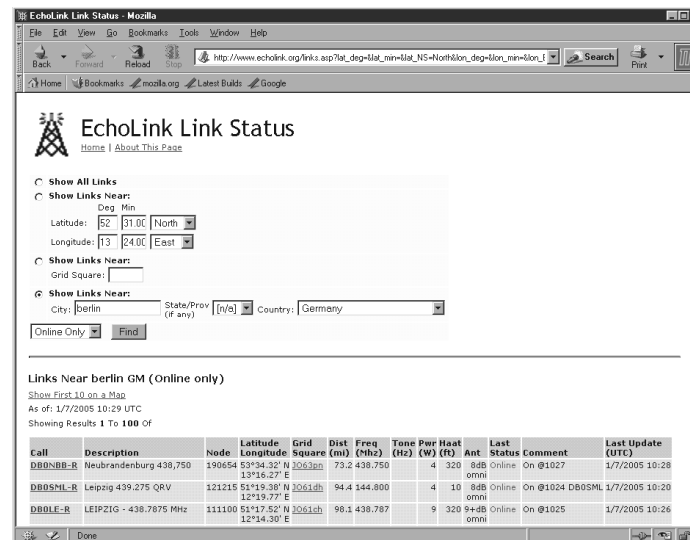 EchoLink Link Status - Mozilla
File Edit View Go Bookmarks Tools Window Help
Back Forward Reload Stop http://www.echolink.org/links.asp?lat_deg=&lat_min=&lat_NS=North&lon_deg=&lon_min=&lon_E Search Print
Home Bookmarks mozilla.org Latest Builds Google
EchoLink Link Status
Home | About This Page
Show All Links
Show Links Near:
Deg Min
Latitude: 52 31.00 North
Longitude: 13 24.00 East
Show Links Near:
Grid Square:
Show Links Near:
City: berlin State/Prov (if any) [n/a] Country: Germany
Online Only Find
Links Near berlin GM (Online only)
Show First 10 on a Map
As of: 1/7/2005 10:29 UTC
Showing Results 1 To 100 Of
Call Description Node Latitude Longitude Grid Square Dist (mi) Freq (Mhz) Tone (Hz) Pwr (W) Haat (ft) Ant Last Status Comment Last Update (UTC)
DB0NBB-R Neubrandenburg 438,750 190654 53°34.32' N 13°16.27' E JO63pn 73.2 438.750 4 320 8dB omni Online On @1027 1/7/2005 10:28
DB0SML-R Leipzig 439.275 QRV 121215 51°19.38' N 12°19.77' E JO61dh 94.4 144.800 4 10 8dB omni Online On @1024 DB0SML 1/7/2005 10:20
DB0LE-R LEIPZIG - 438.7875 MHz 111100 51°17.52' N 12°14.30' E JO61ch 98.1 438.787 9 320 9+dB omni Online On @1025 1/7/2005 10:26
Done